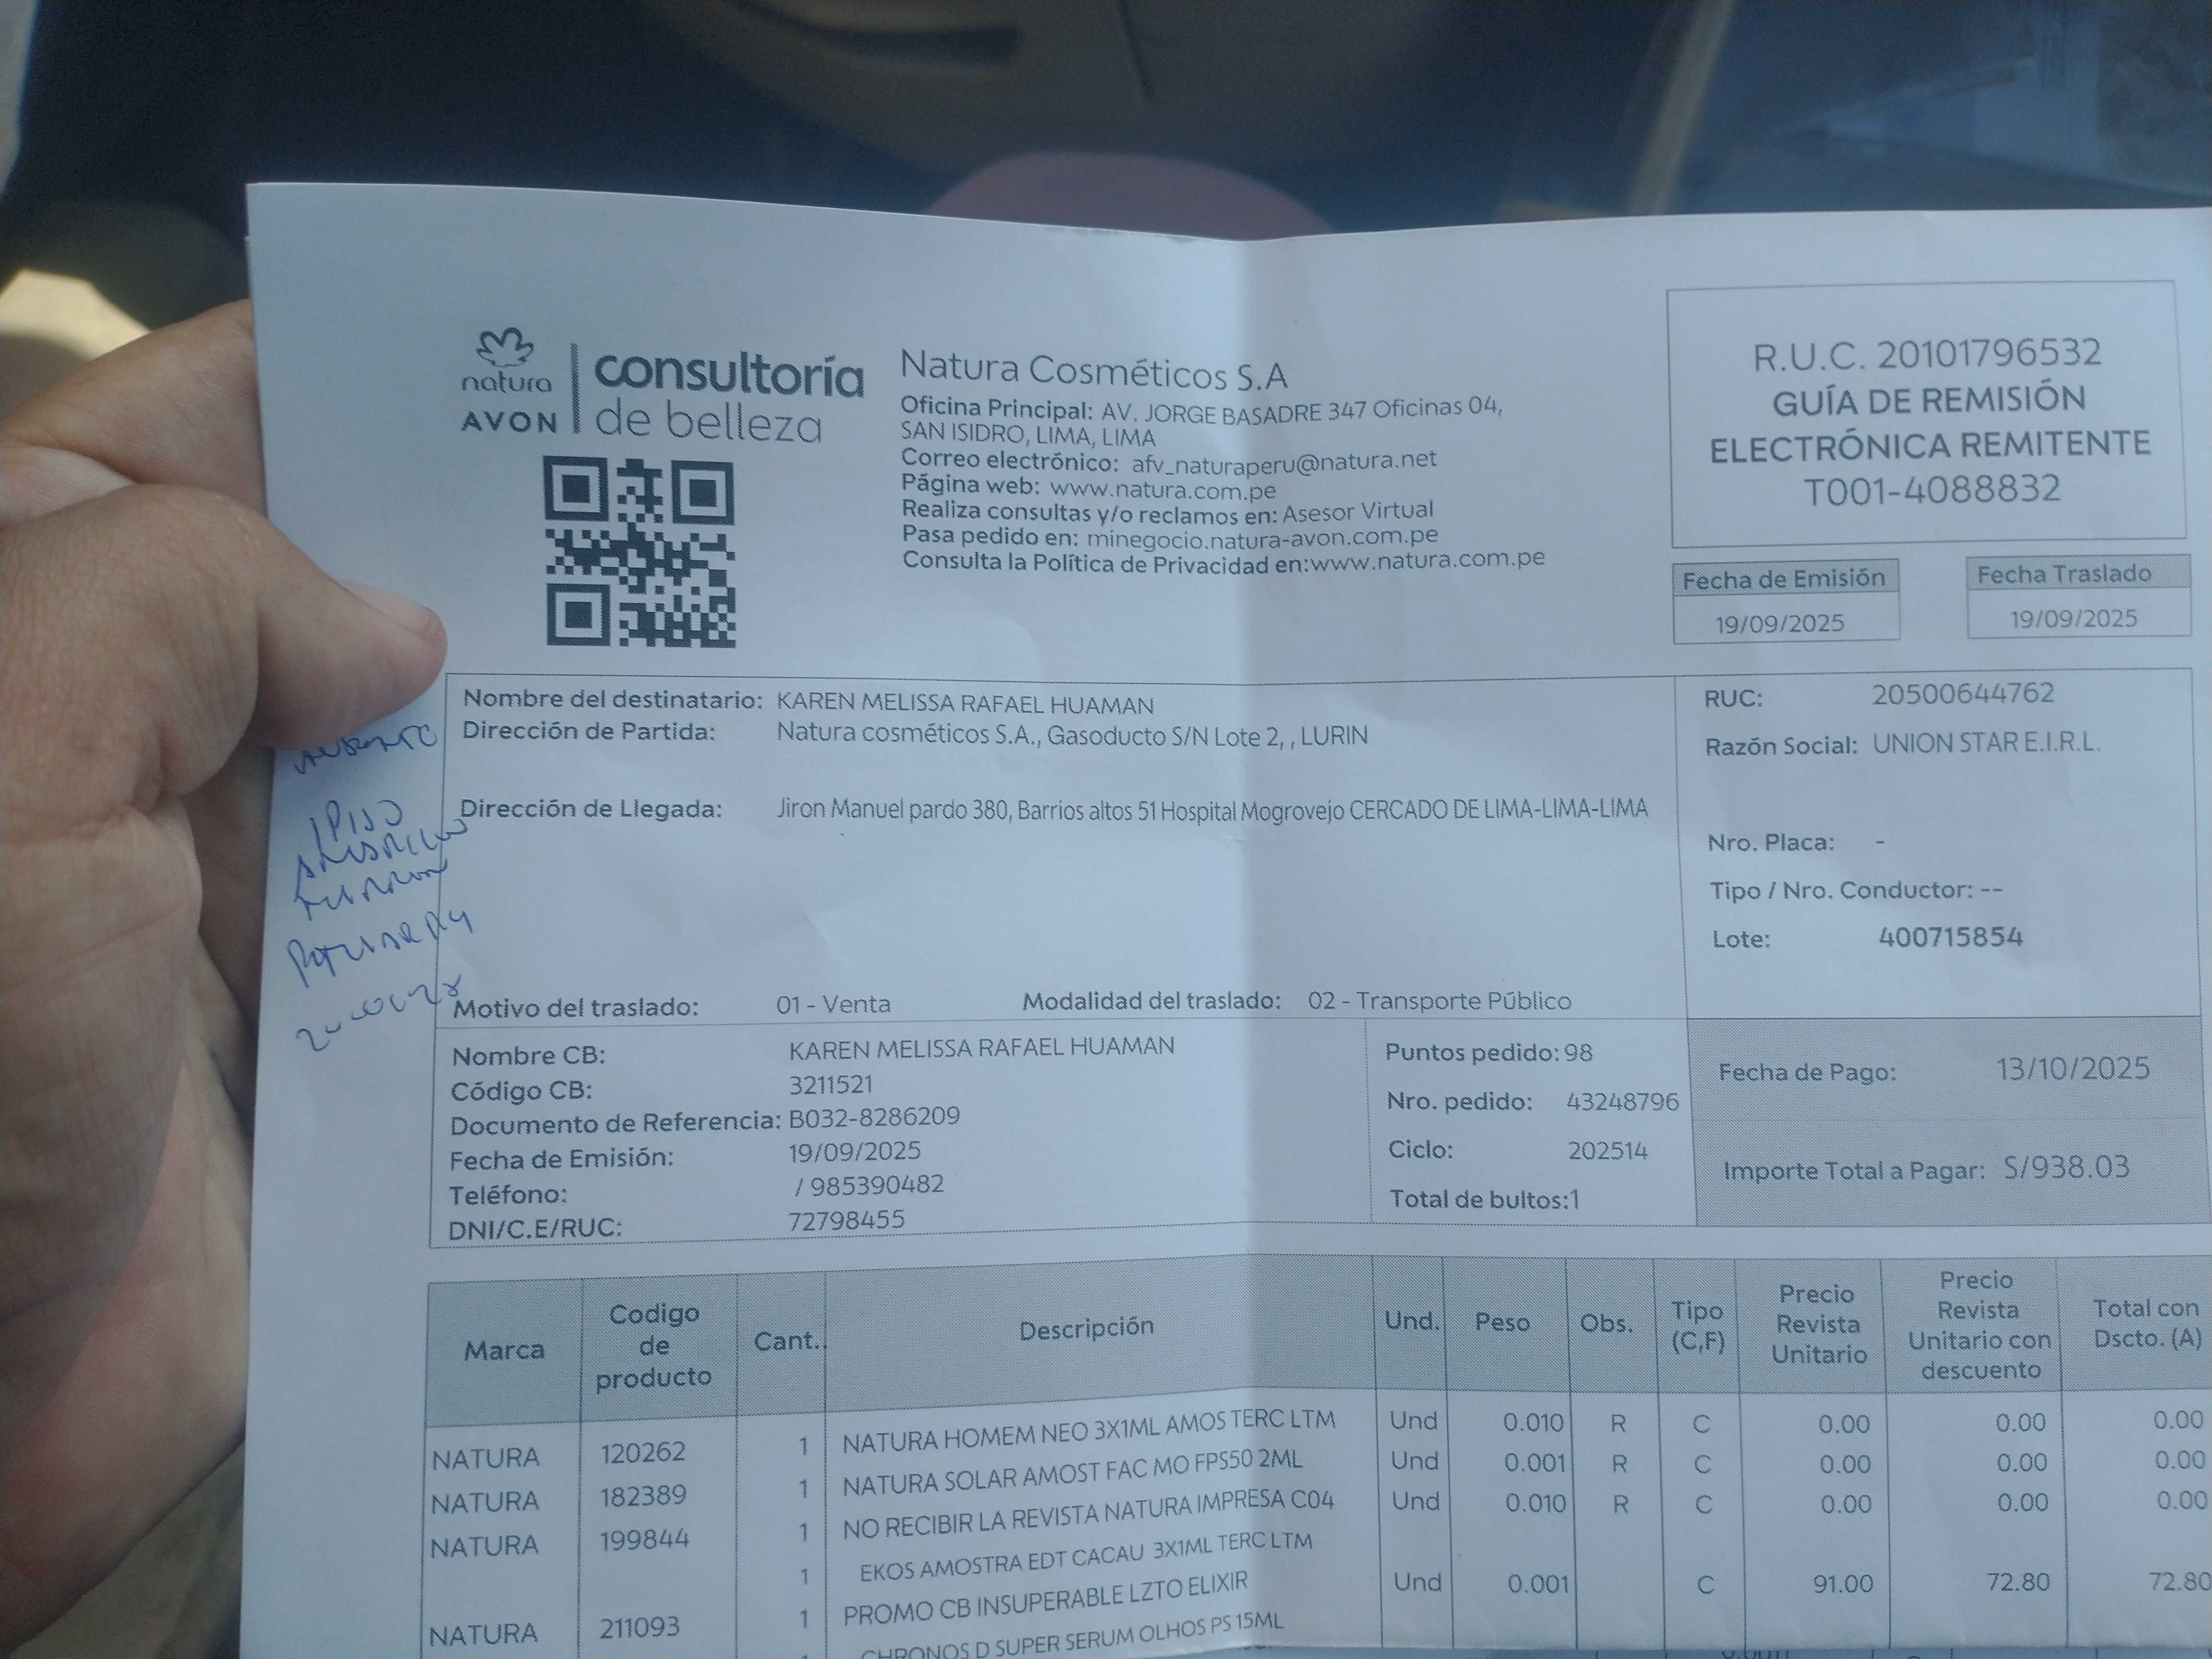 natura
AVON
consultoría
de belleza
Natura Cosméticos S.A
Oficina Principal: AV. JORGE BASADRE 347 Oficinas 04,
SAN ISIDRO, LIMA, LIMA
Correo electrónico: afv_naturaperu@natura.net
Página web: www.natura.com.pe
Realiza consultas y/o reclamos en: Asesor Virtual
Pasa pedido en: minegocio.natura-avon.com.pe
Consulta la Política de Privacidad en:www.natura.com.pe
R.U.C. 20101796532
GUÍA DE REMISIÓN
ELECTRÓNICA REMITENTE
T001-4088832
Fecha de Emisión
19/09/2025
Fecha Traslado
19/09/2025
Nombre del destinatario: KAREN MELISSA RAFAEL HUAMAN
Dirección de Partida: Natura cosméticos S.A., Gasoducto S/N Lote 2, , LURIN
Dirección de Llegada: Jiron Manuel pardo 380, Barrios altos 51 Hospital Mogrovejo CERCADO DE LIMA-LIMA-LIMA
Motivo del traslado: 01 - Venta Modalidad del traslado: 02 - Transporte Público
RUC: 20500644762
Razón Social: UNION STAR E.I.R.L.
Nro. Placa: -
Tipo / Nro. Conductor: --
Lote: 400715854
1 PISO
Nombre CB: KAREN MELISSA RAFAEL HUAMAN
Código CB: 3211521
Documento de Referencia: B032-8286209
Fecha de Emisión: 19/09/2025
Teléfono: / 985390482
DNI/C.E/RUC: 72798455
Puntos pedido: 98
Nro. pedido: 43248796
Ciclo: 202514
Total de bultos:1
Fecha de Pago: 13/10/2025
Importe Total a Pagar: S/938.03
Marca Codigo de producto Cant. Descripción Und. Peso Obs. Tipo (C,F) Precio Revista Unitario Precio Revista Unitario con descuento Total con Dscto. (A)
NATURA 120262 1 NATURA HOMEM NEO 3X1ML AMOS TERC LTM Und 0.010 R C 0.00 0.00 0.00
NATURA 182389 1 NATURA SOLAR AMOST FAC MO FPS50 2ML Und 0.001 R C 0.00 0.00 0.00
NATURA 199844 1 NO RECIBIR LA REVISTA NATURA IMPRESA C04 Und 0.010 R C 0.00 0.00 0.00
1 EKOS AMOSTRA EDT CACAU 3X1ML TERC LTM
NATURA 211093 1 PROMO CB INSUPERABLE LZTO ELIXIR Und 0.001 C 91.00 72.80 72.80
CHRONOS D SUPER SERUM OLHOS PS 15ML